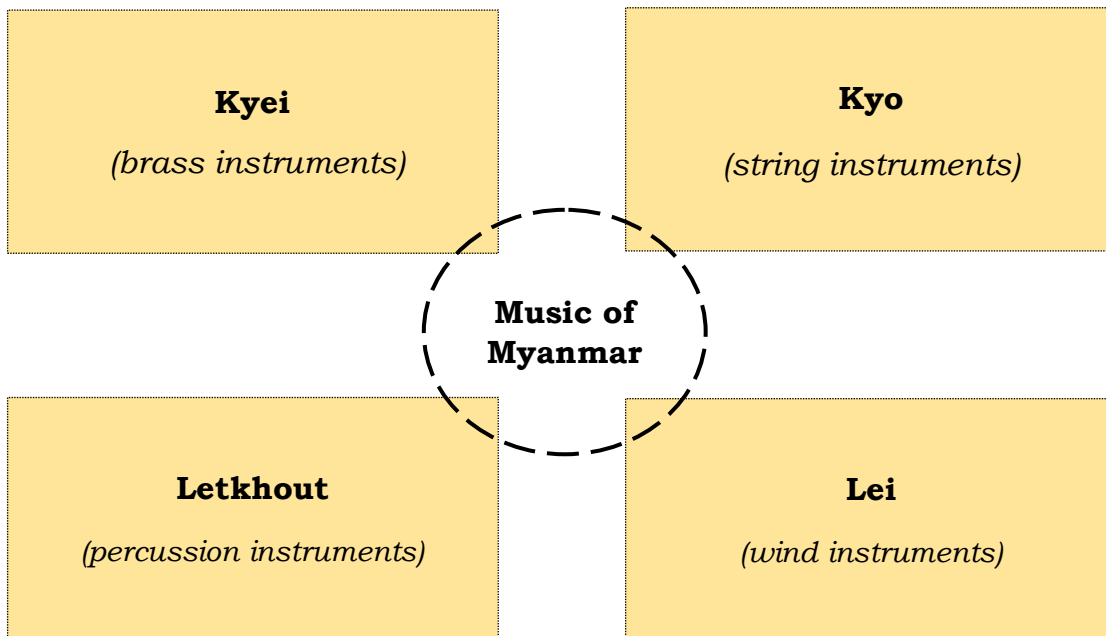 Kyei
(brass instruments)
Kyo
(string instruments)
Music of
Myanmar
Letkhout
(percussion instruments)
Lei
(wind instruments)